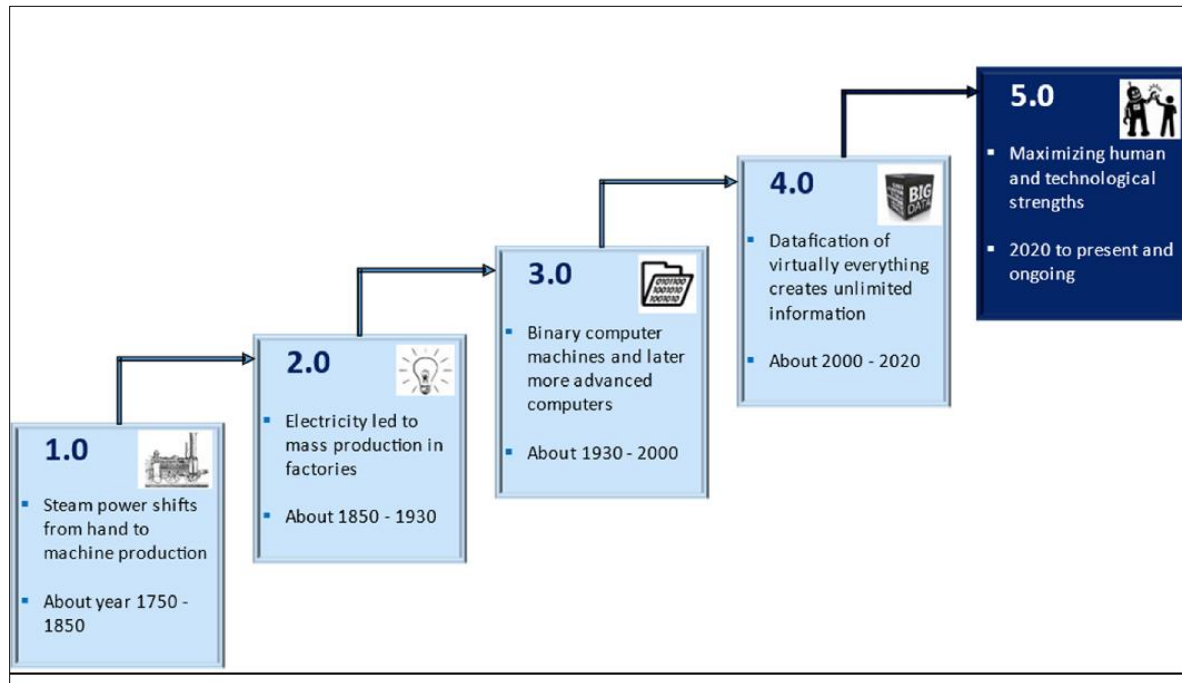 1.0
▪ Steam power shifts
from hand to
machine production
▪ About year 1750 -
1850
2.0
▪ Electricity led to
mass production in
factories
▪ About 1850 - 1930
3.0
0101100
1001010
1001010
▪ Binary computer
machines and later
more advanced
computers
▪ About 1930 - 2000
4.0
BIG
DATA
▪ Datafication of
virtually everything
creates unlimited
information
▪ About 2000 - 2020
5.0
▪ Maximizing human
and technological
strengths
▪ 2020 to present and
ongoing